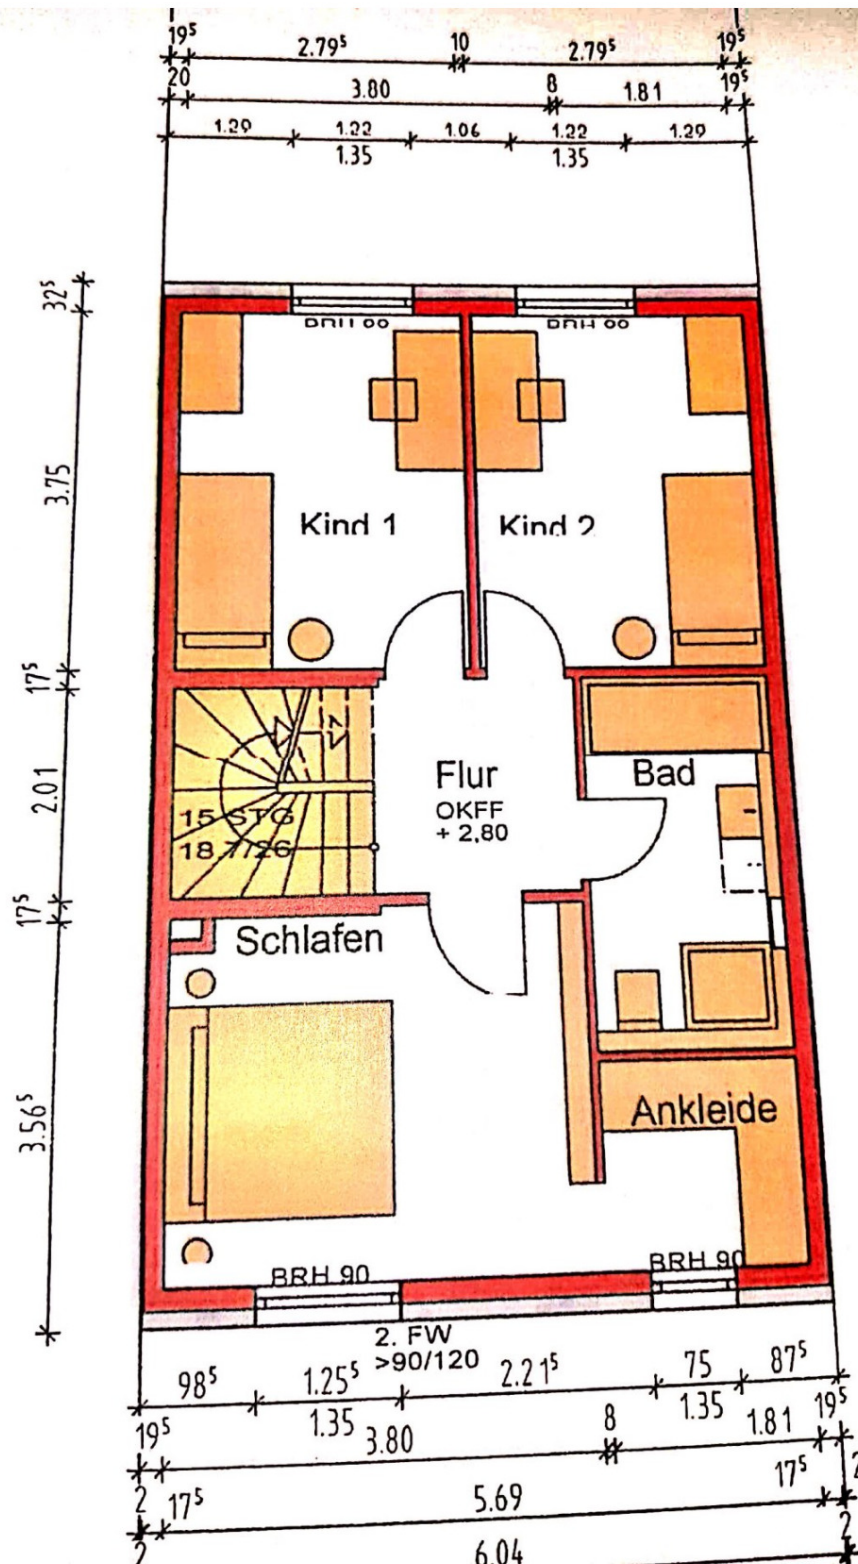 19⁵ 2.79⁵ 10 2.79⁵ 19⁵
20 3.80 8 1.81 19⁵
1.29 1.22 1.06 1.22 1.29
1.35 1.35
32⁵
3.75
17⁵
2.01
17⁵
3.56⁵
Kind 1
Kind 2
Flur
OKFF
+ 2,80
Bad
15 STG
18.7/26
Schlafen
Ankleide
BRH 90
BRH 90
2. FW
>90/120
98⁵ 1.25⁵ 2.21⁵ 75 87⁵
1.35 1.35
19⁵ 3.80 8 1.81 19⁵
2 17⁵ 5.69 17⁵ 2
2 6.04 2